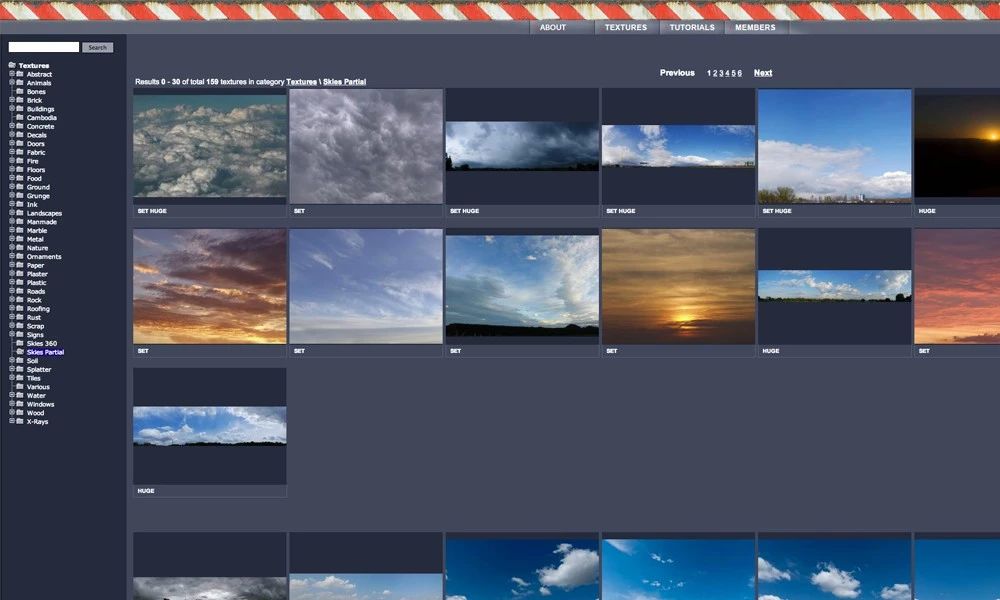 ABOUT TEXTURES TUTORIALS MEMBERS
Search
Previous 1 2 3 4 5 6 Next
Results 0 - 30 of total 159 textures in category Textures \ Skies Partial
Textures
Abstract
Animals
Bones
Brick
Buildings
Cambodia
Concrete
Decals
Doors
Fabric
Fire
Floors
Food
Ground
Grunge
Ink
Landscapes
Manmade
Marble
Metal
Nature
Ornaments
Paper
Plaster
Plastic
Roads
Rock
Roofing
Rust
Scrap
Signs
Skies 360
Skies Partial
Soil
Splatter
Tiles
Various
Water
Windows
Wood
X-Rays
SET HUGE
SET
SET HUGE
SET HUGE
SET HUGE
HUGE
SET
SET
SET
SET
HUGE
SET
HUGE